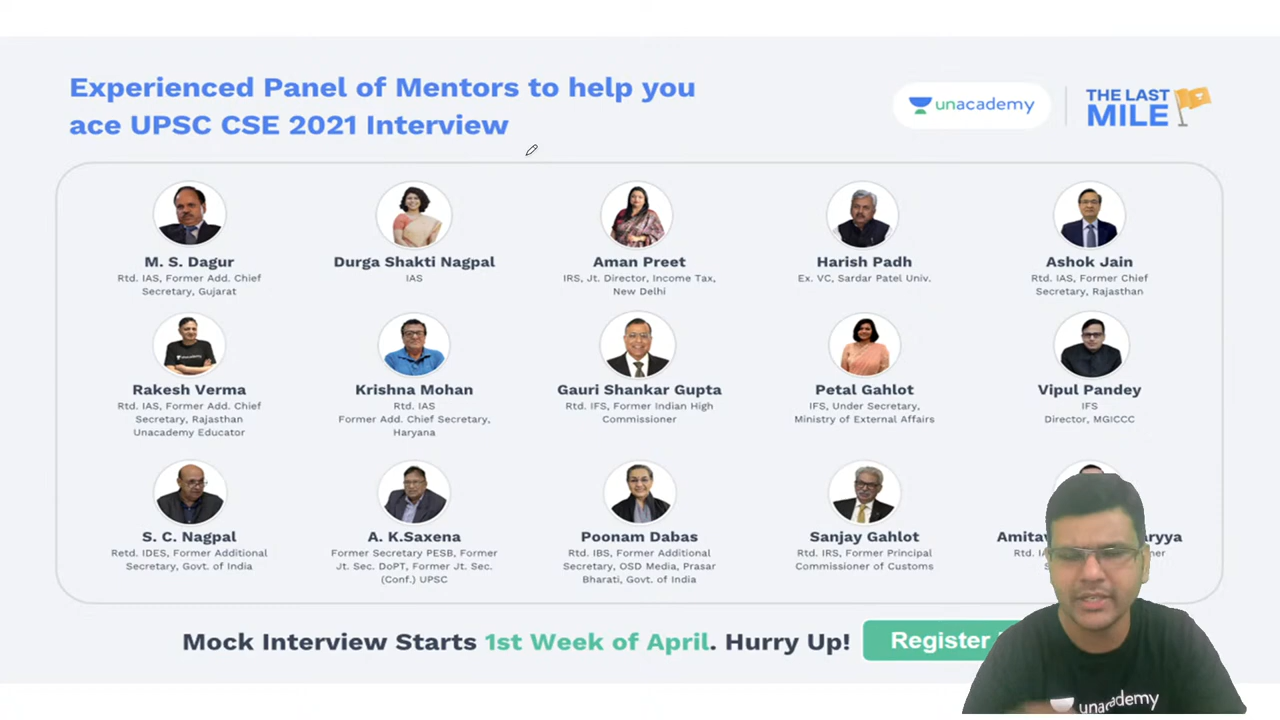 Experienced Panel of Mentors to help you
ace UPSC CSE 2021 Interview
unacademy
THE LAST
MILE
M. S. Dagur
Rtd. IAS, Former Add. Chief
Secretary, Gujarat
Durga Shakti Nagpal
IAS
Aman Preet
IRS, Jt. Director, Income Tax,
New Delhi
Harish Padh
Ex. VC, Sardar Patel Univ.
Ashok Jain
Rtd. IAS, Former Chief
Secretary, Rajasthan
unacademy
Rakesh Verma
Rtd. IAS, Former Add. Chief
Secretary, Rajasthan
Unacademy Educator
Krishna Mohan
Rtd. IAS
Former Add. Chief Secretary,
Haryana
Gauri Shankar Gupta
Rtd. IFS, Former Indian High
Commissioner
Petal Gahlot
IFS, Under Secretary,
Ministry of External Affairs
Vipul Pandey
IFS
Director, MGICCC
S. C. Nagpal
Retd. IDES, Former Additional
Secretary, Govt. of India
A. K.Saxena
Former Secretary PESB, Former
Jt. Sec. DoPT, Former Jt. Sec.
(Conf.) UPSC
Poonam Dabas
Rtd. IBS, Former Additional
Secretary, OSD Media, Prasar
Bharati, Govt. of India
Sanjay Gahlot
Rtd. IRS, Former Principal
Commissioner of Customs
Rtd.
Mock Interview Starts 1st Week of April. Hurry Up!
Register
unacademy